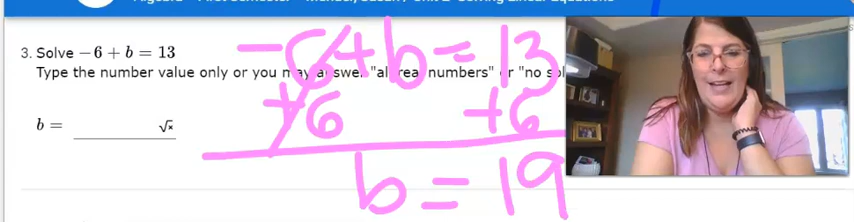 3. Solve −6 + b = 13
Type the number value only or you may answer "all real numbers" or "no sol
b =
-6+b=13
+6 +6
b=19